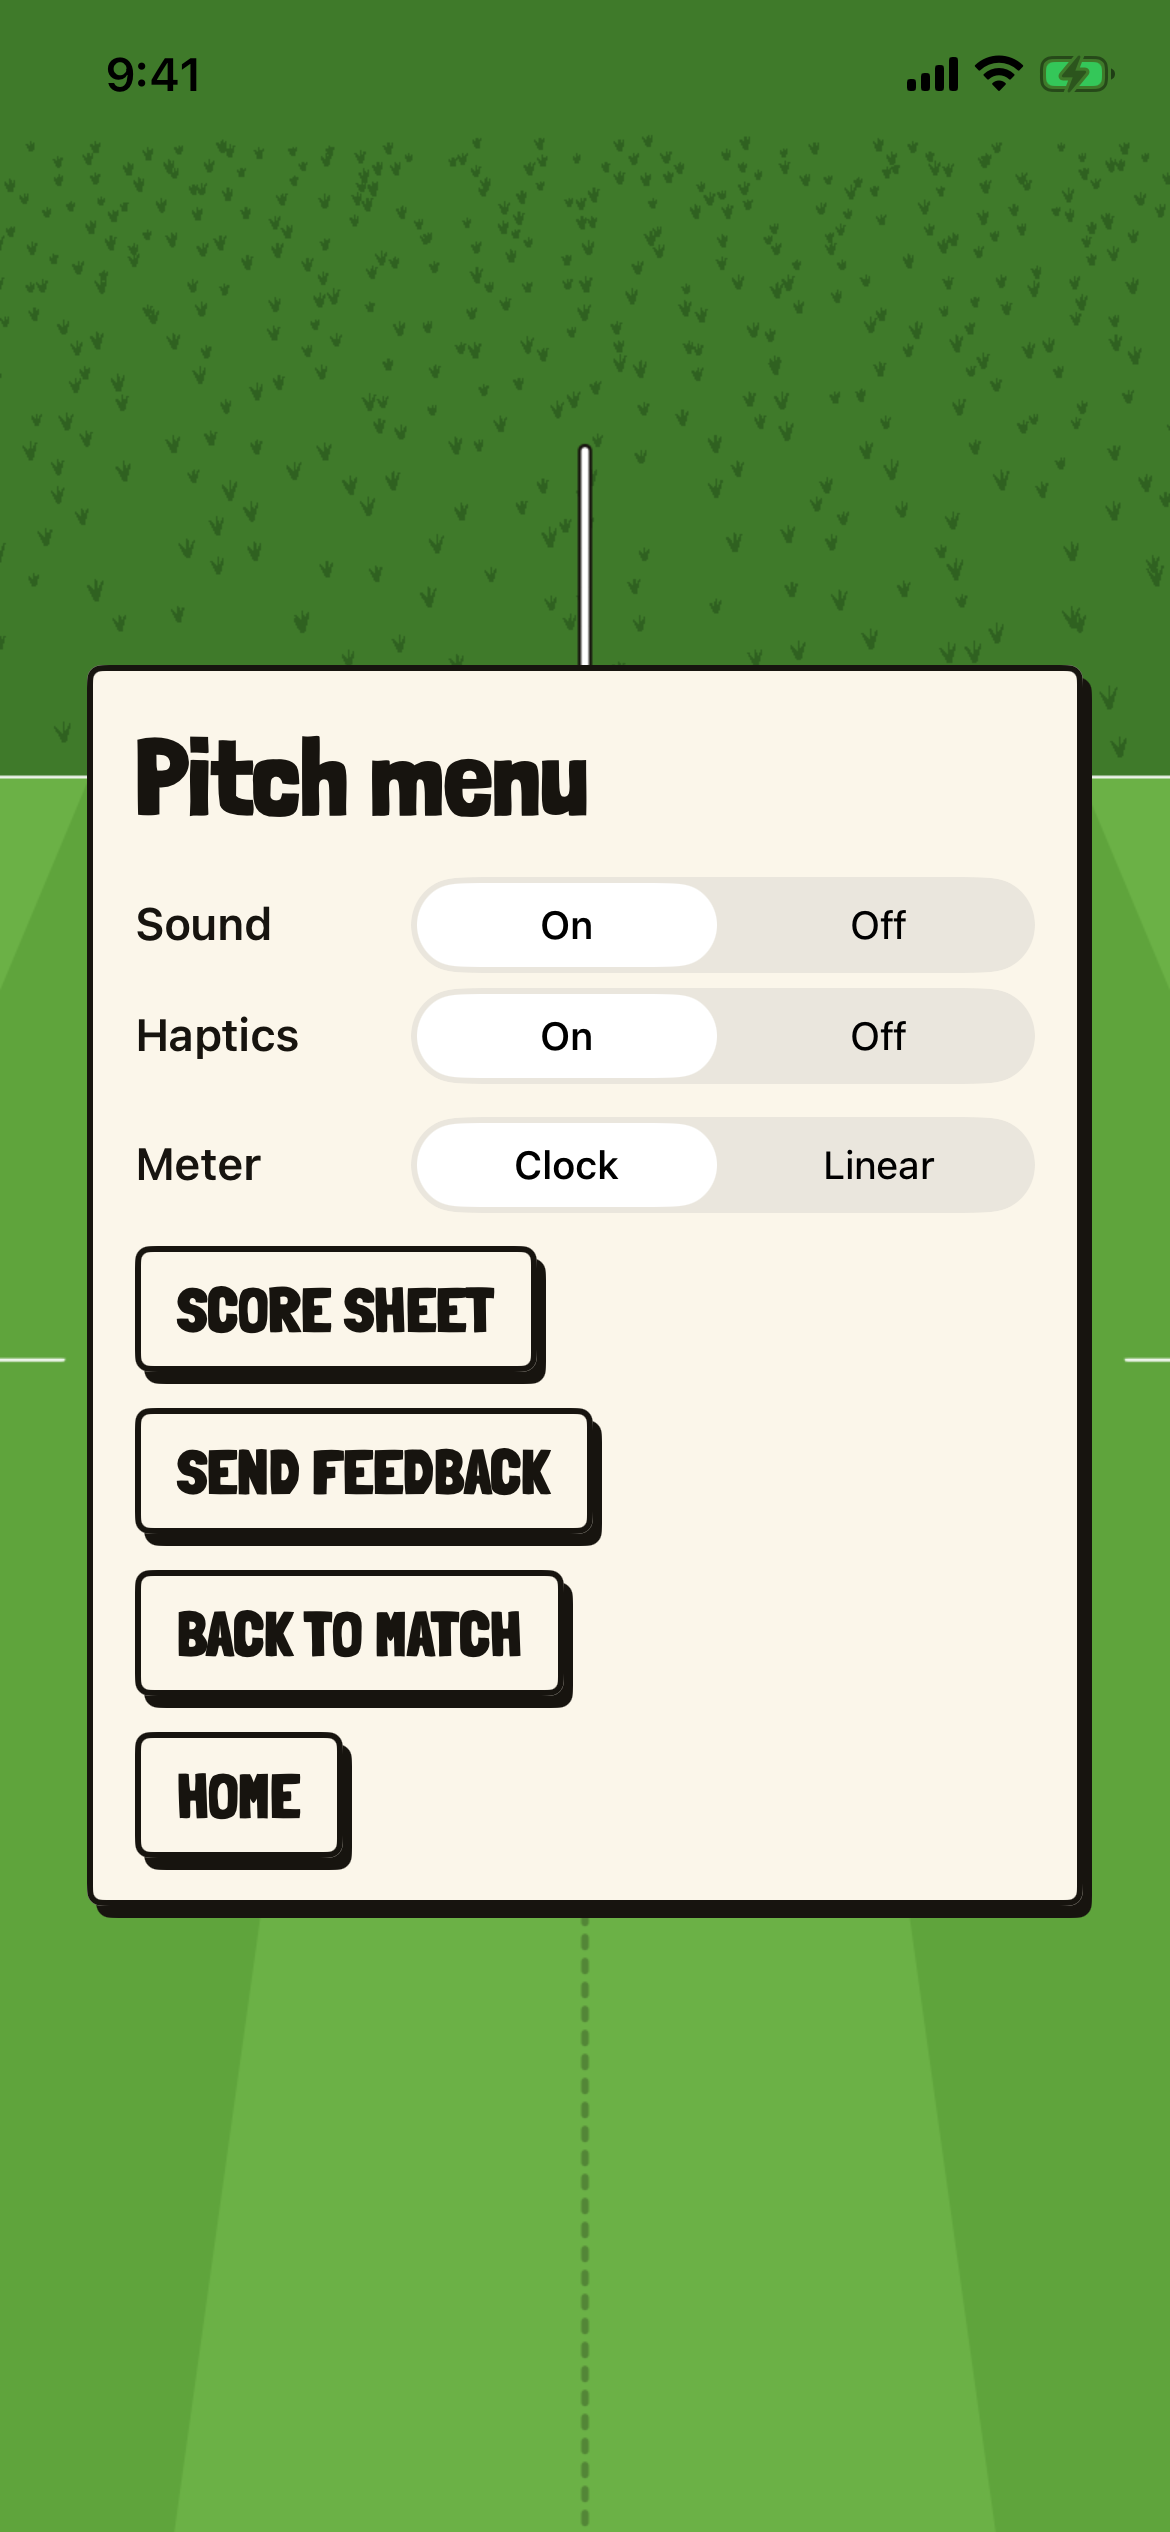 9:41
Pitch menu
Sound On Off
Haptics On Off
Meter Clock Linear
SCORE SHEET
SEND FEEDBACK
BACK TO MATCH
HOME